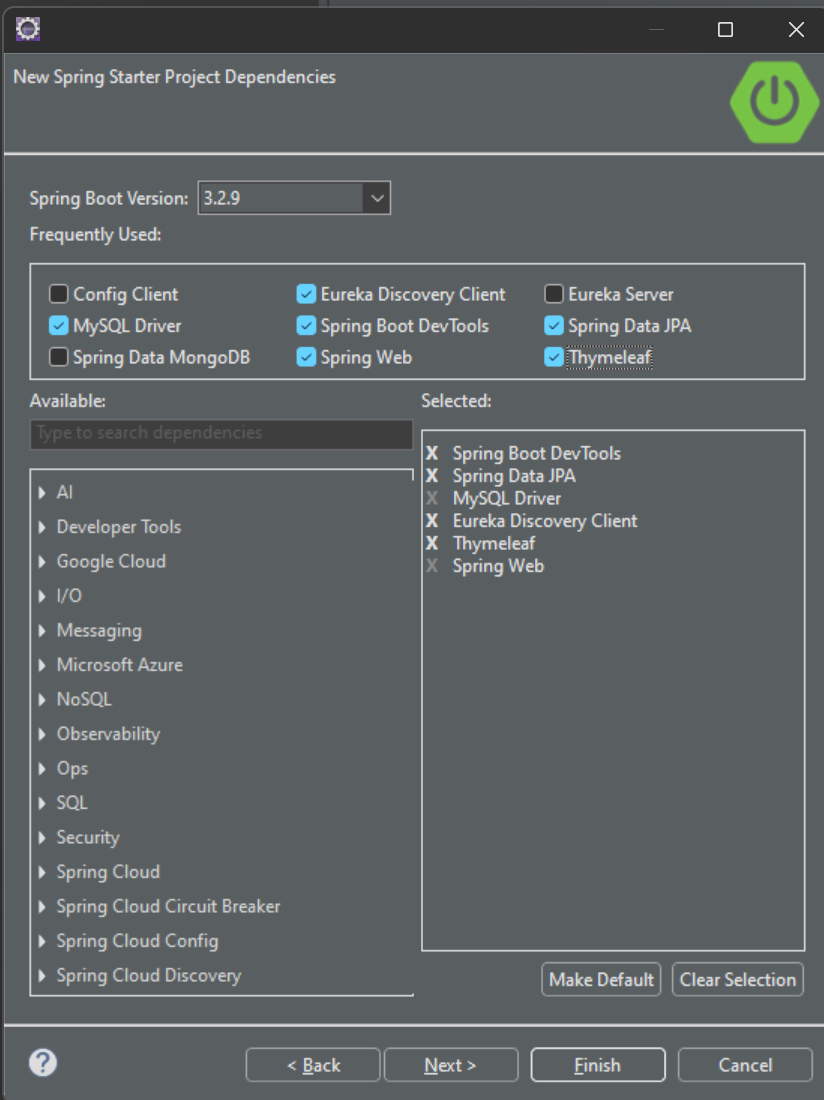 New Spring Starter Project Dependencies
Spring Boot Version: 3.2.9
Frequently Used:
Config Client Eureka Discovery Client Eureka Server
MySQL Driver Spring Boot DevTools Spring Data JPA
Spring Data MongoDB Spring Web Thymeleaf
Available: Selected:
Type to search dependencies
AI
Developer Tools
Google Cloud
I/O
Messaging
Microsoft Azure
NoSQL
Observability
Ops
SQL
Security
Spring Cloud
Spring Cloud Circuit Breaker
Spring Cloud Config
Spring Cloud Discovery
X Spring Boot DevTools
X Spring Data JPA
X MySQL Driver
X Eureka Discovery Client
X Thymeleaf
X Spring Web
Make Default Clear Selection
? < Back Next > Finish Cancel